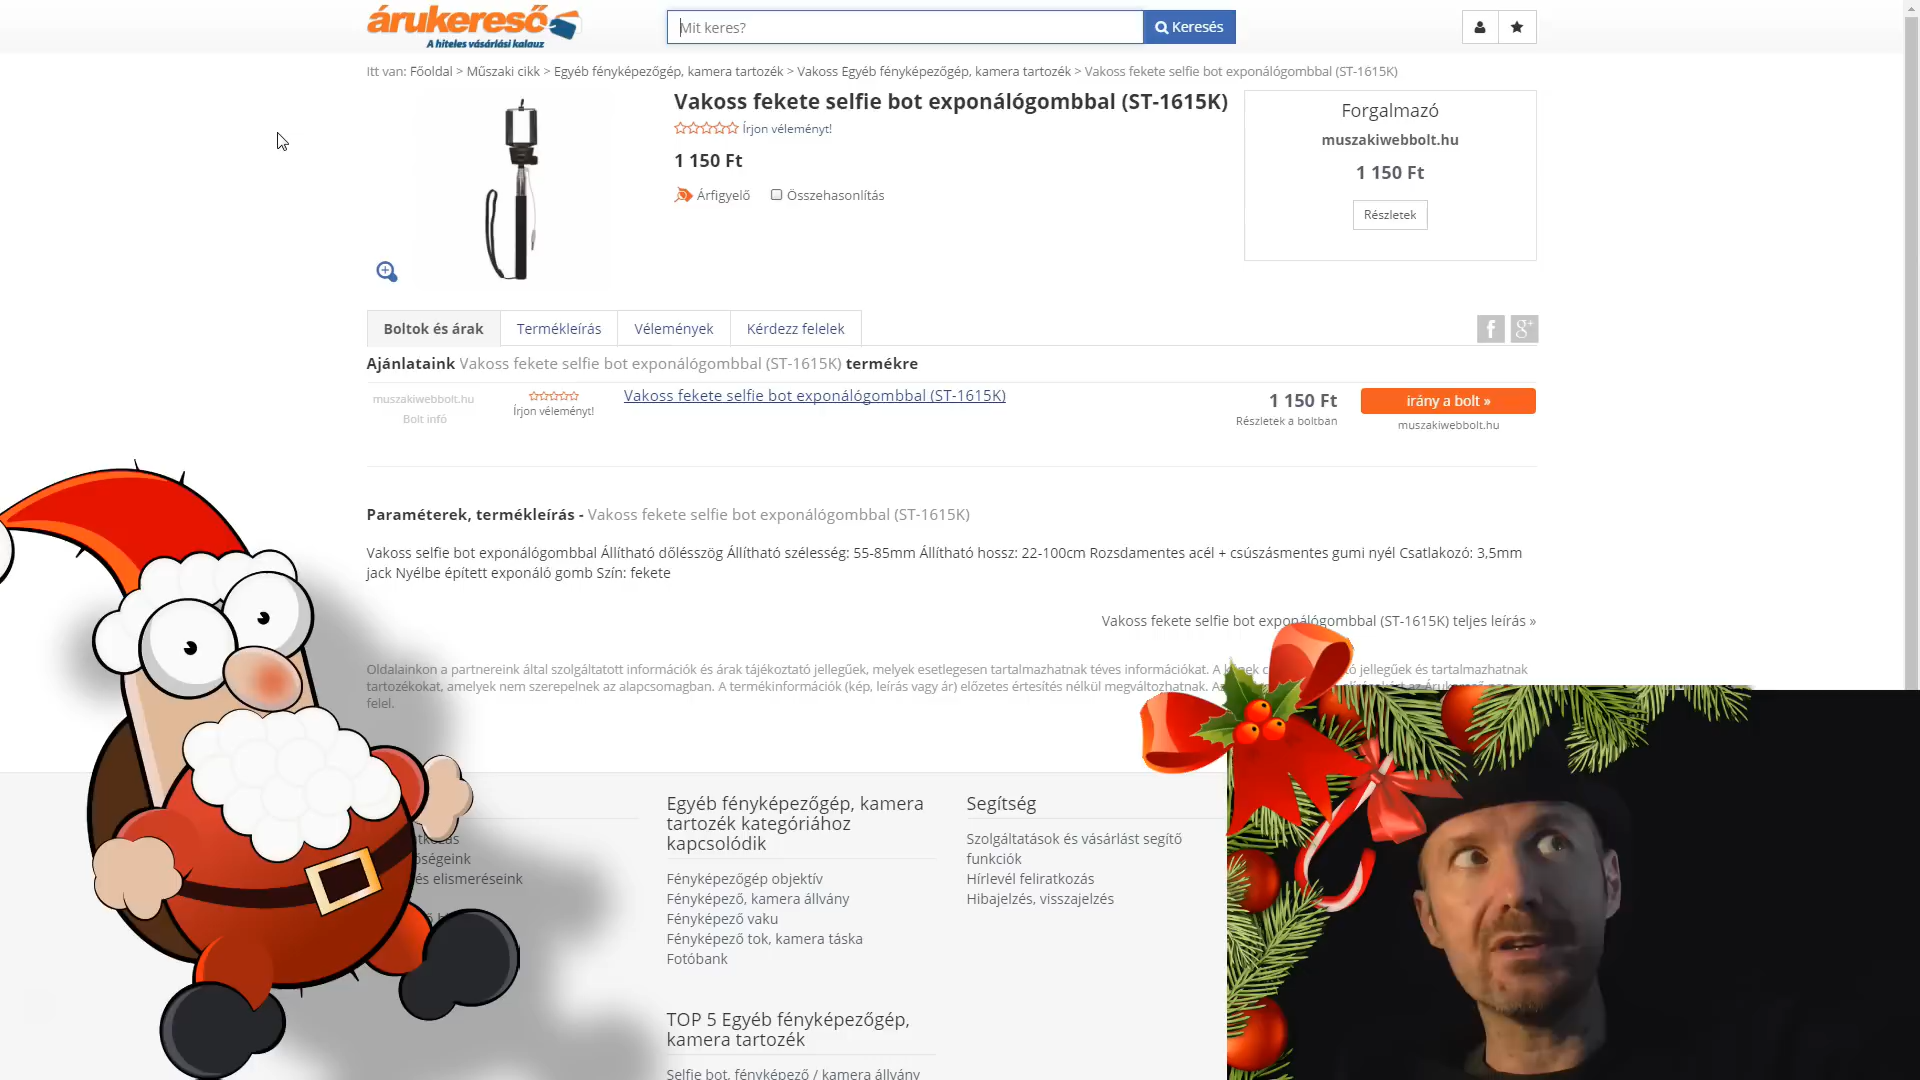 árukereső
A hiteles vásárlási kalauz
Mit keres?
Keresés
Itt van: Főoldal > Műszaki cikk > Egyéb fényképezőgép, kamera tartozék > Vakoss Egyéb fényképezőgép, kamera tartozék > Vakoss fekete selfie bot exponálógombbal (ST-1615K)
Vakoss fekete selfie bot exponálógombbal (ST-1615K)
Írjon véleményt!
1 150 Ft
Árfigyelő
Összehasonlítás
Forgalmazó
muszakiwebbolt.hu
1 150 Ft
Részletek
Boltok és árak
Termékleírás
Vélemények
Kérdezz felelek
f
g+
Ajánlataink Vakoss fekete selfie bot exponálógombbal (ST-1615K) termékre
muszakiwebbolt.hu
Bolt infó
Írjon véleményt!
Vakoss fekete selfie bot exponálógombbal (ST-1615K)
1 150 Ft
Részletek a boltban
irány a bolt »
muszakiwebbolt.hu
Paraméterek, termékleírás - Vakoss fekete selfie bot exponálógombbal (ST-1615K)
Vakoss selfie bot exponálógombbal Állítható dőlésszög Állítható szélesség: 55-85mm Állítható hossz: 22-100cm Rozsdamentes acél + csúszásmentes gumi nyél Csatlakozó: 3,5mm
jack Nyélbe épített exponáló gomb Szín: fekete
Vakoss fekete selfie bot exponálógombbal (ST-1615K) teljes leírás »
Oldalainkon a partnereink által szolgáltatott információk és árak tájékoztató jellegűek, melyek esetlegesen tartalmazhatnak téves információkat. A jellegűek és tartalmazhatnak
tartozékokat, amelyek nem szerepelnek az alapcsomagban. A termékinformációk (kép, leírás vagy ár) előzetes értesítés nélkül megváltozhatnak.
felel.
és elismeréseink
Egyéb fényképezőgép, kamera
tartozék kategóriához
kapcsolódik
Fényképezőgép objektív
Fényképező, kamera állvány
Fényképező vaku
Fényképező tok, kamera táska
Fotóbank
TOP 5 Egyéb fényképezőgép,
kamera tartozék
Selfie bot, fényképező / kamera állvány
Segítség
Szolgáltatások és vásárlást segítő
funkciók
Hírlevél feliratkozás
Hibajelzés, visszajelzés